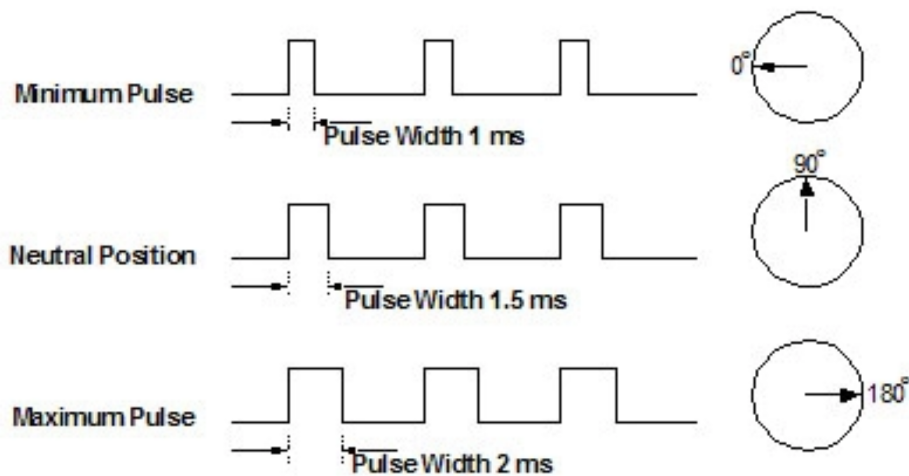 Minimum Pulse
0°
Pulse Width 1 ms
90°
Neutral Position
Pulse Width 1.5 ms
180°
Maximum Pulse
Pulse Width 2 ms